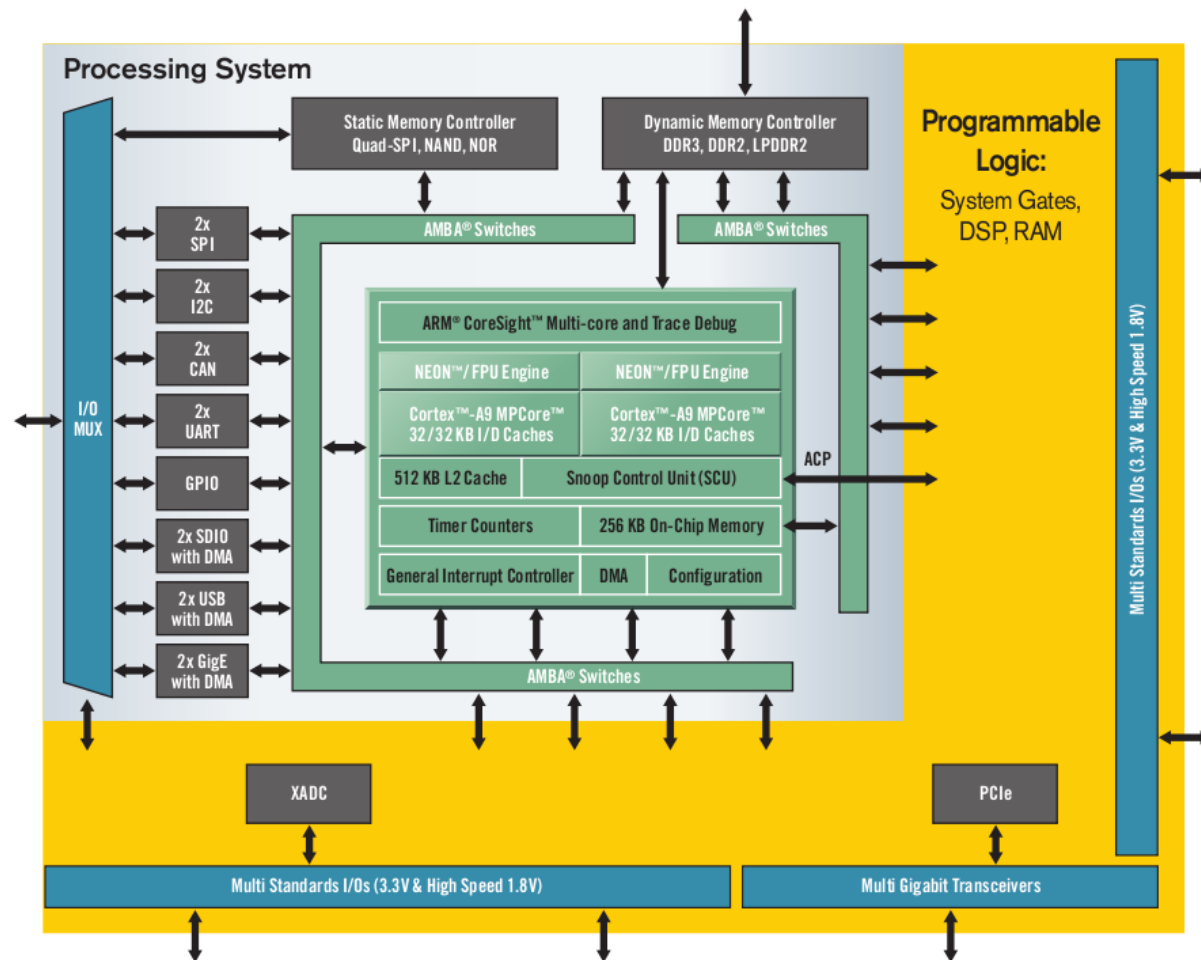 Processing System
Static Memory Controller
Quad-SPI, NAND, NOR
Dynamic Memory Controller
DDR3, DDR2, LPDDR2
Programmable
Logic:
System Gates,
DSP, RAM
AMBA® Switches
AMBA® Switches
2x
SPI
2x
I2C
2x
CAN
2x
UART
GPIO
2x SDIO
with DMA
2x USB
with DMA
2x GigE
with DMA
I/O
MUX
ARM® CoreSight™ Multi-core and Trace Debug
NEON™/FPU Engine
NEON™/FPU Engine
Cortex™-A9 MPCore™
32/32 KB I/D Caches
Cortex™-A9 MPCore™
32/32 KB I/D Caches
512 KB L2 Cache
Snoop Control Unit (SCU)
ACP
Timer Counters
256 KB On-Chip Memory
General Interrupt Controller
DMA
Configuration
AMBA® Switches
Multi Standards I/Os (3.3V & High Speed 1.8V)
XADC
PCIe
Multi Standards I/Os (3.3V & High Speed 1.8V)
Multi Gigabit Transceivers